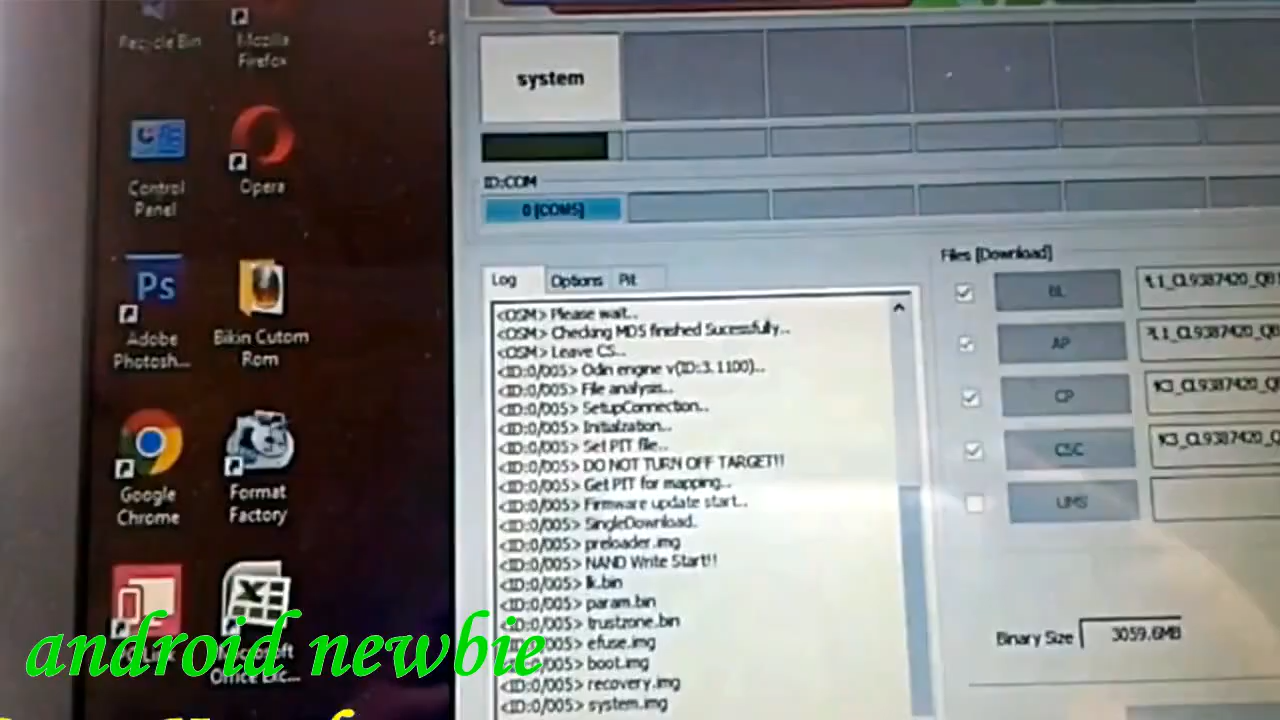 Recycle Bin
Mozilla
Firefox
Control
Panel
Opera
Ps
Adobe
Photosh...
Bikin Cutom
Rom
Google
Chrome
Format
Factory
Microsoft
Office Exc...
android newbie
system
ID:COM
0 [COM5]
Log
Options
Pit
<OSM> Please wait..
<OSM> Checking MD5 finished Sucessfully..
<OSM> Leave CS..
<ID:0/005> Odin engine v(ID:3.1100)..
<ID:0/005> File analysis..
<ID:0/005> SetupConnection..
<ID:0/005> Initialzation..
<ID:0/005> Set PIT file..
<ID:0/005> DO NOT TURN OFF TARGET!!
<ID:0/005> Get PIT for mapping..
<ID:0/005> Firmware update start..
<ID:0/005> SingleDownload.
<ID:0/005> preloader.img
<ID:0/005> NAND Write Start!!
<ID:0/005> lk.bin
<ID:0/005> param.bin
<ID:0/005> trustzone.bin
<ID:0/005> efuse.img
<ID:0/005> boot.img
<ID:0/005> recovery.img
<ID:0/005> system.img
Files [Download]
BL
AP
CP
CSC
UMS
Binary Size
3059.6MB